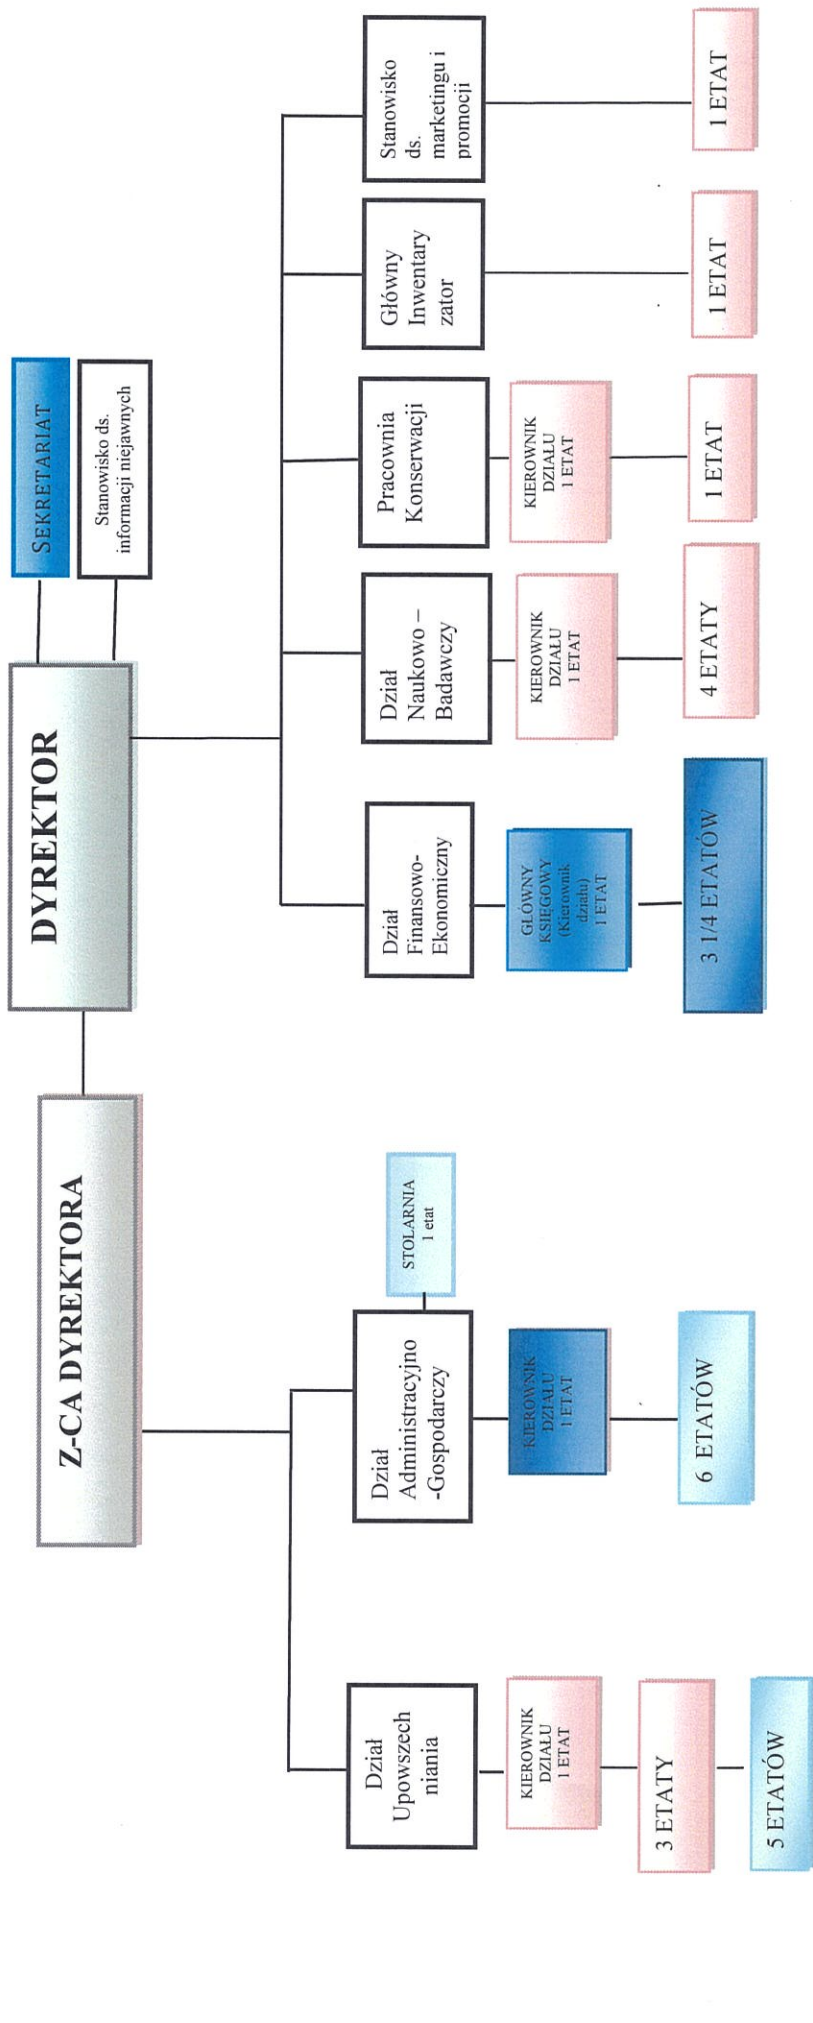 Z-CA DYREKTORA
DYREKTOR
SEKRETARIAT
Stanowisko ds.
informacji niejawnych
Dział
Upowszech
niania
KIEROWNIK
DZIAŁU
1 ETAT
3 ETATY
5 ETATÓW
Dział
Administracyjno
-Gospodarczy
STOLARNIA
1 etat
KIEROWNIK
DZIAŁU
1 ETAT
6 ETATÓW
Dział
Finansowo-
Ekonomiczny
GŁÓWNY
KSIĘGOWY
(Kierownik
działu)
1 ETAT
3 1/4 ETATÓW
Dział
Naukowo –
Badawczy
KIEROWNIK
DZIAŁU
1 ETAT
4 ETATY
Pracownia
Konserwacji
KIEROWNIK
DZIAŁU
1 ETAT
1 ETAT
Główny
Inwentary
zator
1 ETAT
Stanowisko
ds.
marketingu i
promocji
1 ETAT